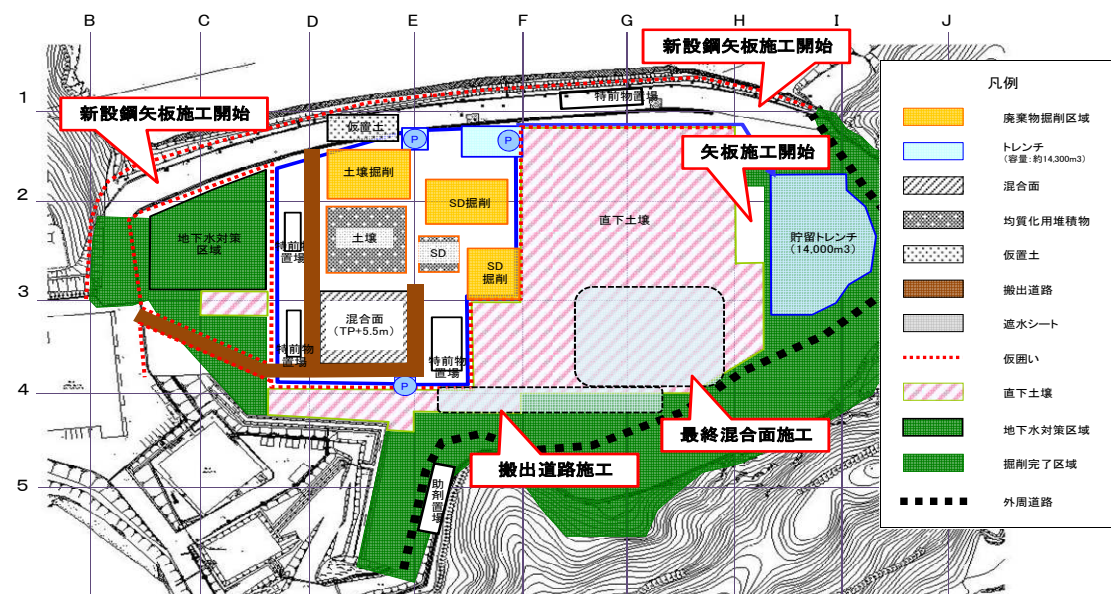 B C D E F G H I J
新設鋼矢板施工開始
1
特前物置場
新設鋼矢板施工開始
仮置土
P
P
矢板施工開始
土壌掘削
2
SD掘削
直下土壌
地下水対策
区域
特前物
置場
土壌
SD
貯留トレンチ
(14,000m3)
SD
掘削
3
混合面
(TP+5.5m)
特前物
置場
特前物
置場
4
P
最終混合面施工
搬出道路施工
5
助剤置場
凡例
廃棄物掘削区域
トレンチ
(容量:約14,300m3)
混合面
均質化用堆積物
仮置土
搬出道路
遮水シート
仮囲い
直下土壌
地下水対策区域
掘削完了区域
外周道路